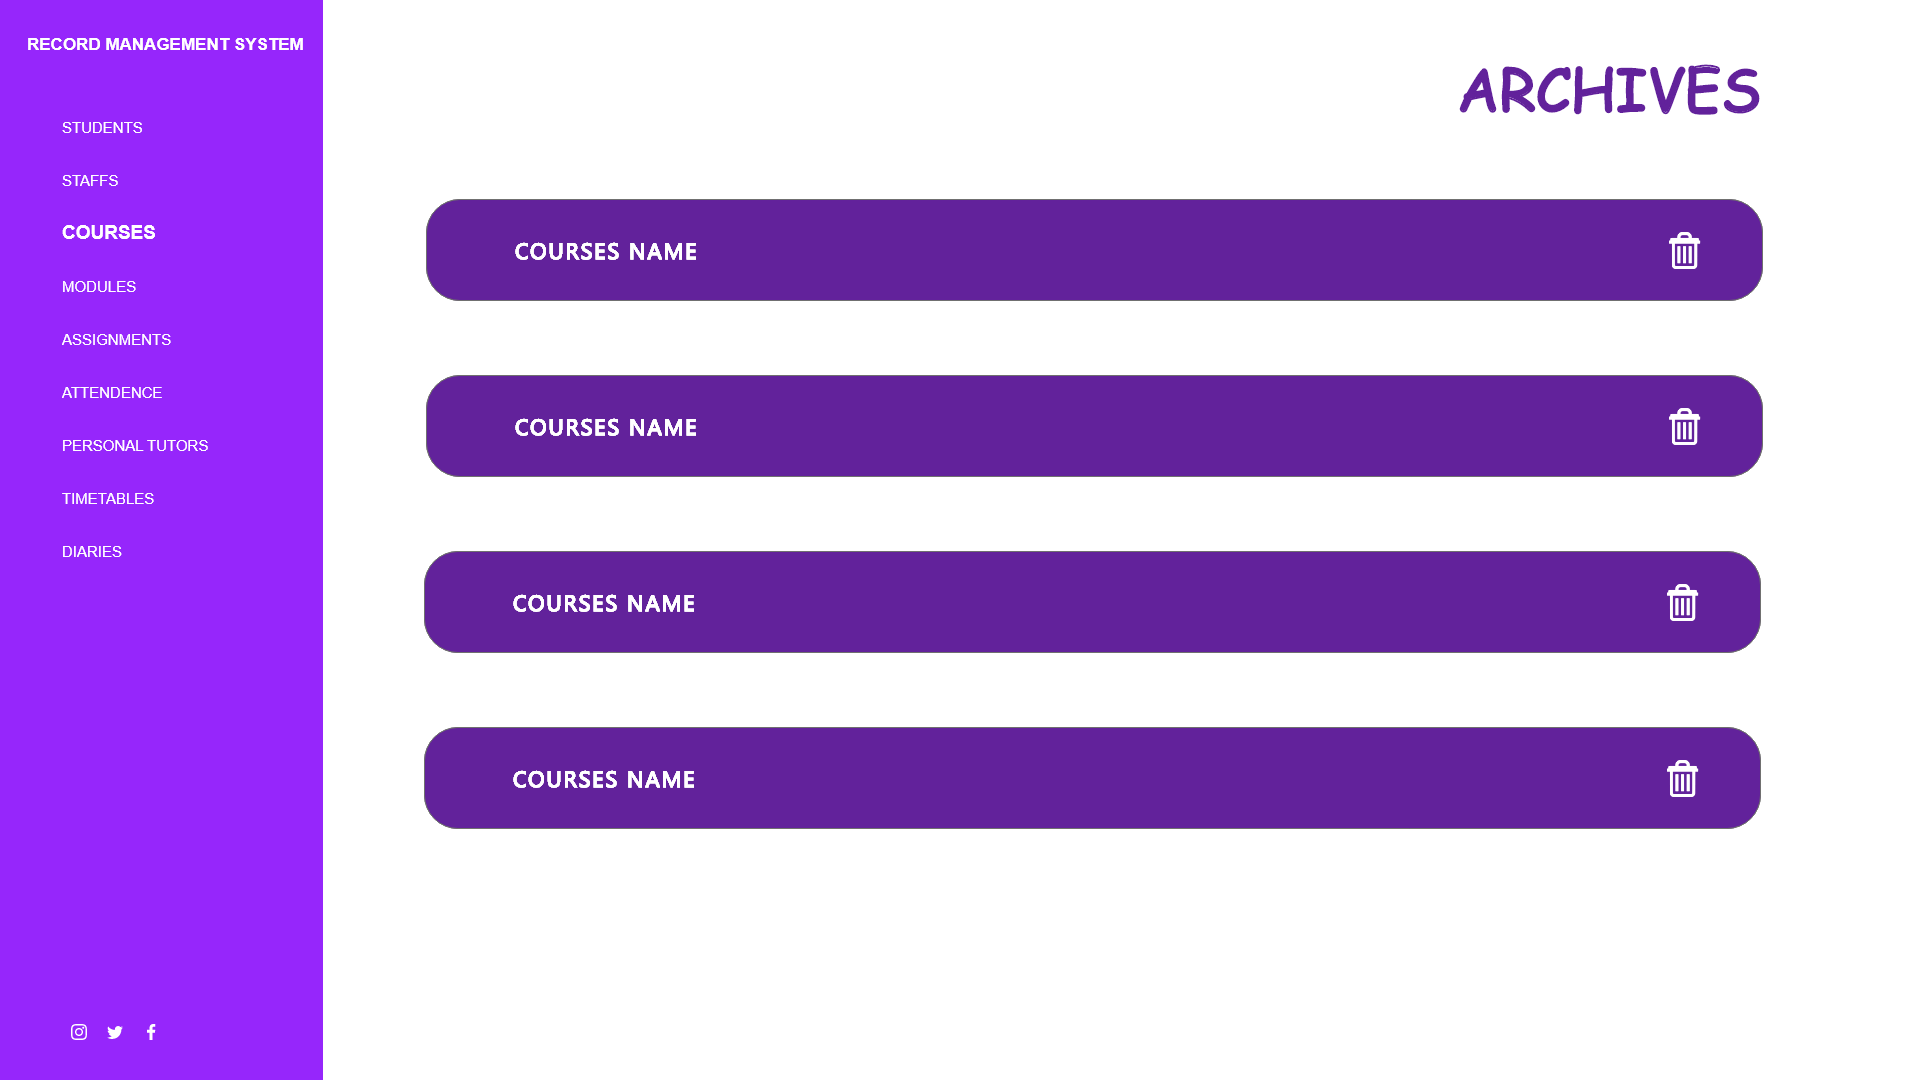 RECORD MANAGEMENT SYSTEM
STUDENTS
STAFFS
COURSES
MODULES
ASSIGNMENTS
ATTENDENCE
PERSONAL TUTORS
TIMETABLES
DIARIES
ARCHIVES
COURSES NAME
COURSES NAME
COURSES NAME
COURSES NAME